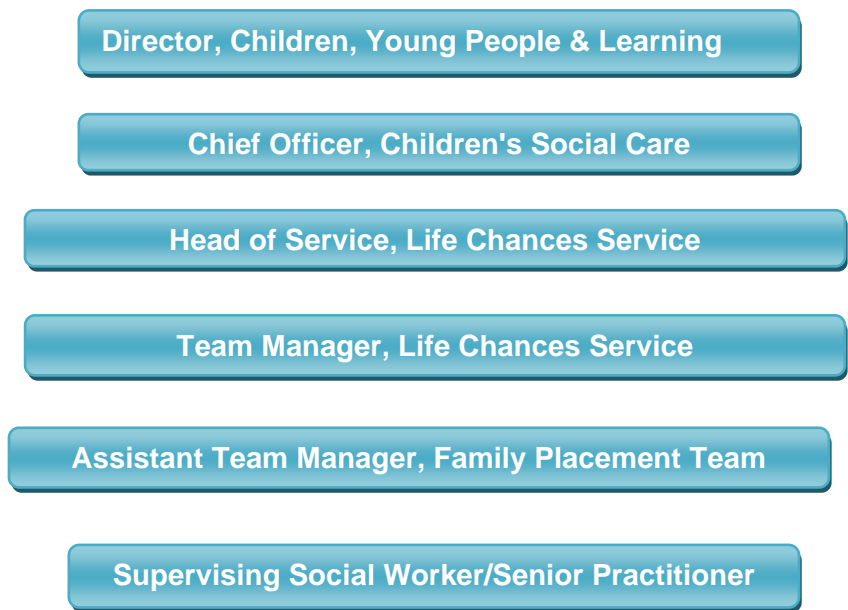 Director, Children, Young People & Learning
Chief Officer, Children's Social Care
Head of Service, Life Chances Service
Team Manager, Life Chances Service
Assistant Team Manager, Family Placement Team
Supervising Social Worker/Senior Practitioner